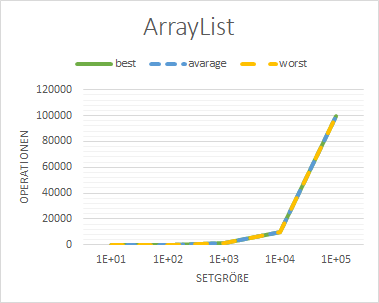 ArrayList
best avarage worst
120000
100000
80000
60000
40000
20000
0
OPERATIONEN
1E+01 1E+02 1E+03 1E+04 1E+05
SETGRÖßE